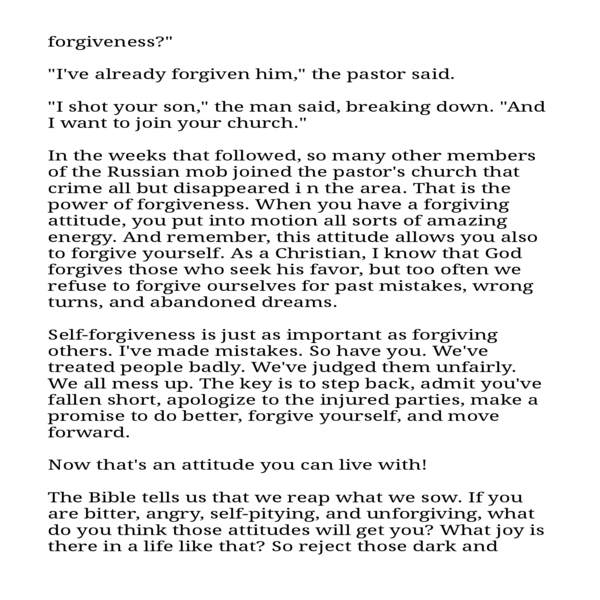 forgiveness?"
"I've already forgiven him," the pastor said.
"I shot your son," the man said, breaking down. "And
I want to join your church."
In the weeks that followed, so many other members
of the Russian mob joined the pastor's church that
crime all but disappeared i n the area. That is the
power of forgiveness. When you have a forgiving
attitude, you put into motion all sorts of amazing
energy. And remember, this attitude allows you also
to forgive yourself. As a Christian, I know that God
forgives those who seek his favor, but too often we
refuse to forgive ourselves for past mistakes, wrong
turns, and abandoned dreams.
Self-forgiveness is just as important as forgiving
others. I've made mistakes. So have you. We've
treated people badly. We've judged them unfairly.
We all mess up. The key is to step back, admit you've
fallen short, apologize to the injured parties, make a
promise to do better, forgive yourself, and move
forward.
Now that's an attitude you can live with!
The Bible tells us that we reap what we sow. If you
are bitter, angry, self-pitying, and unforgiving, what
do you think those attitudes will get you? What joy is
there in a life like that? So reject those dark and